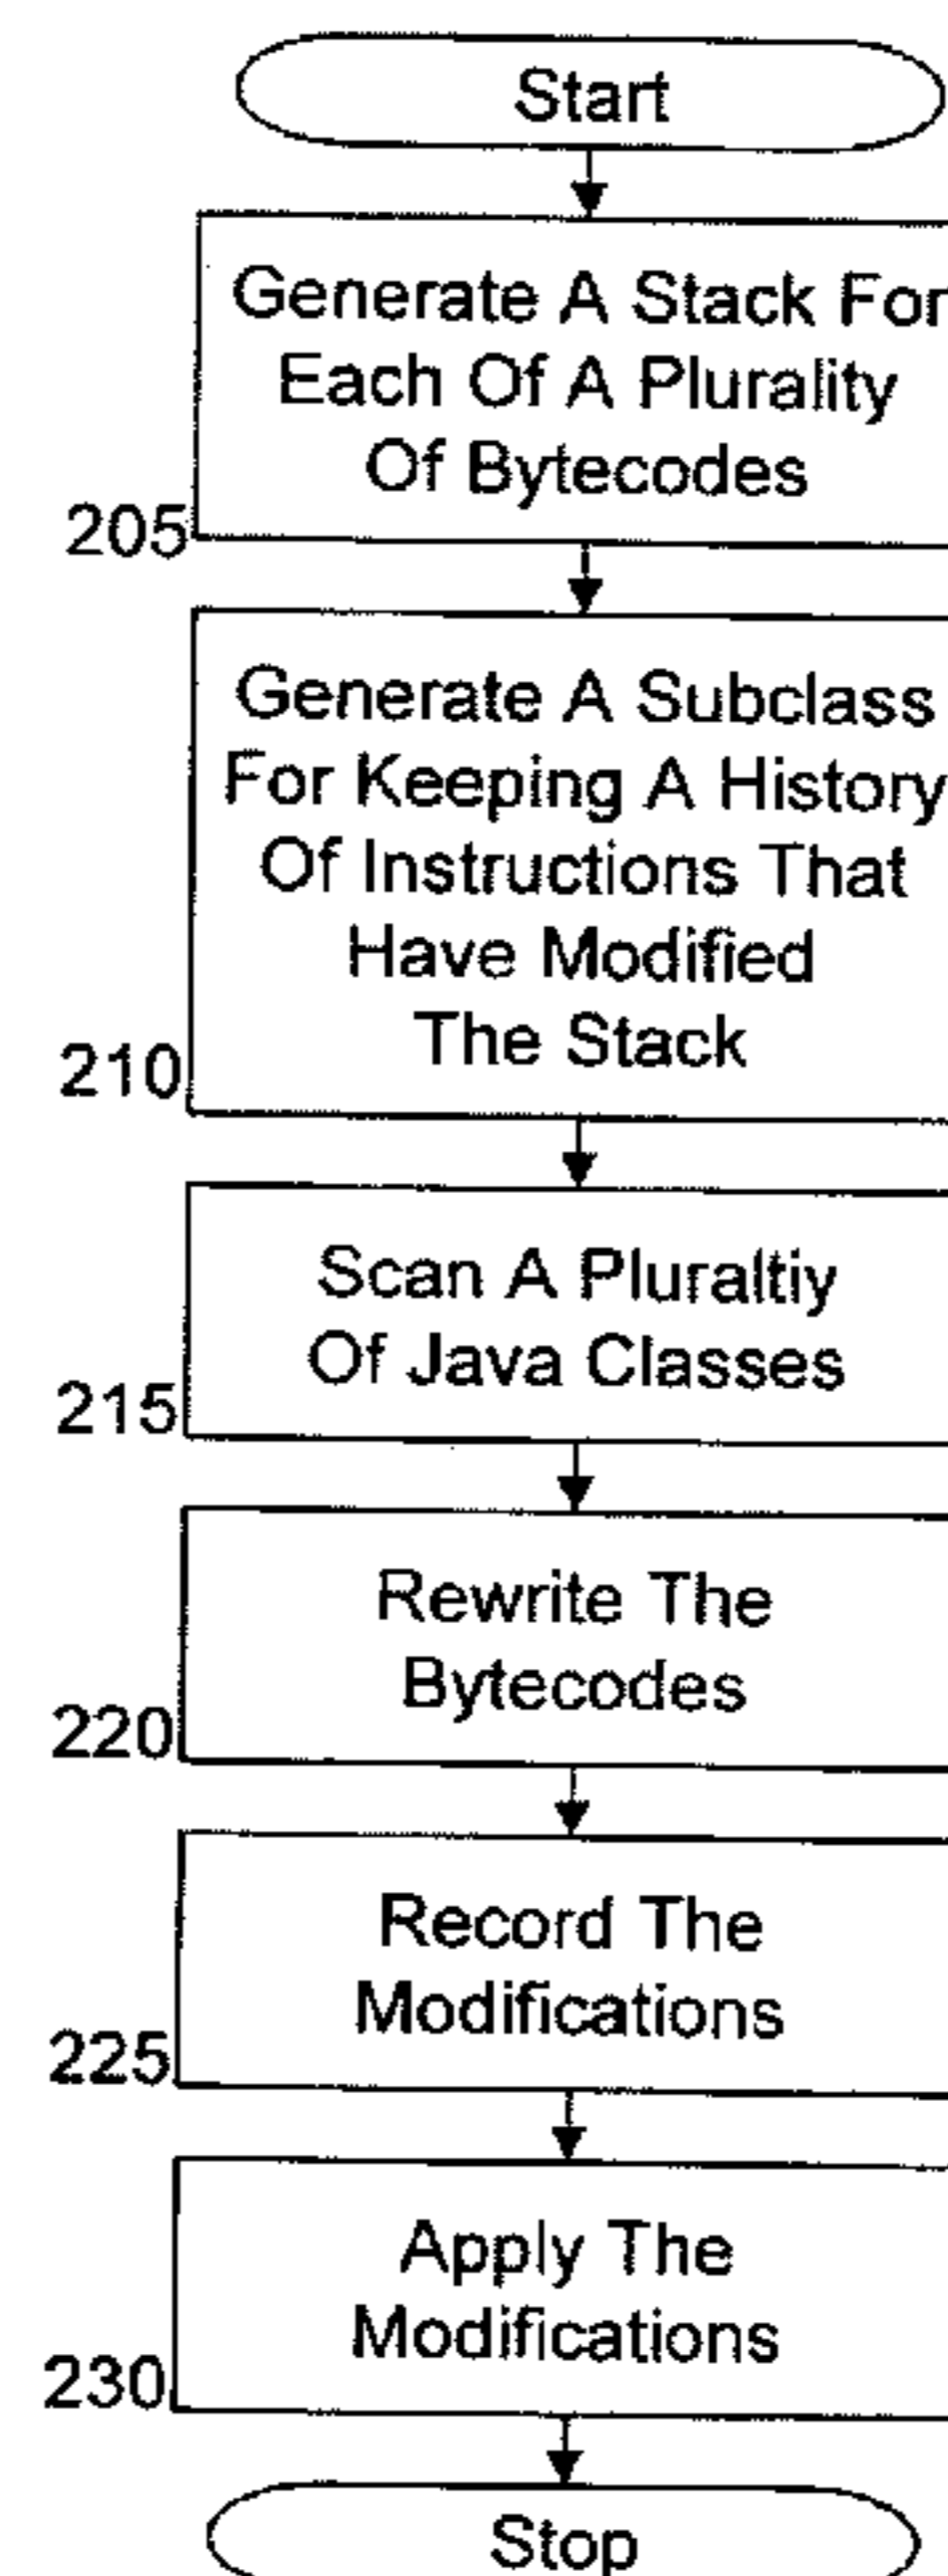 Start
Generate A Stack For
Each Of A Plurality
Of Bytecodes
205
Generate A Subclass
For Keeping A History
Of Instructions That
Have Modified
The Stack
210
Scan A Pluraltiy
Of Java Classes
215
Rewrite The
Bytecodes
220
Record The
Modifications
225
Apply The
Modifications
230
Stop